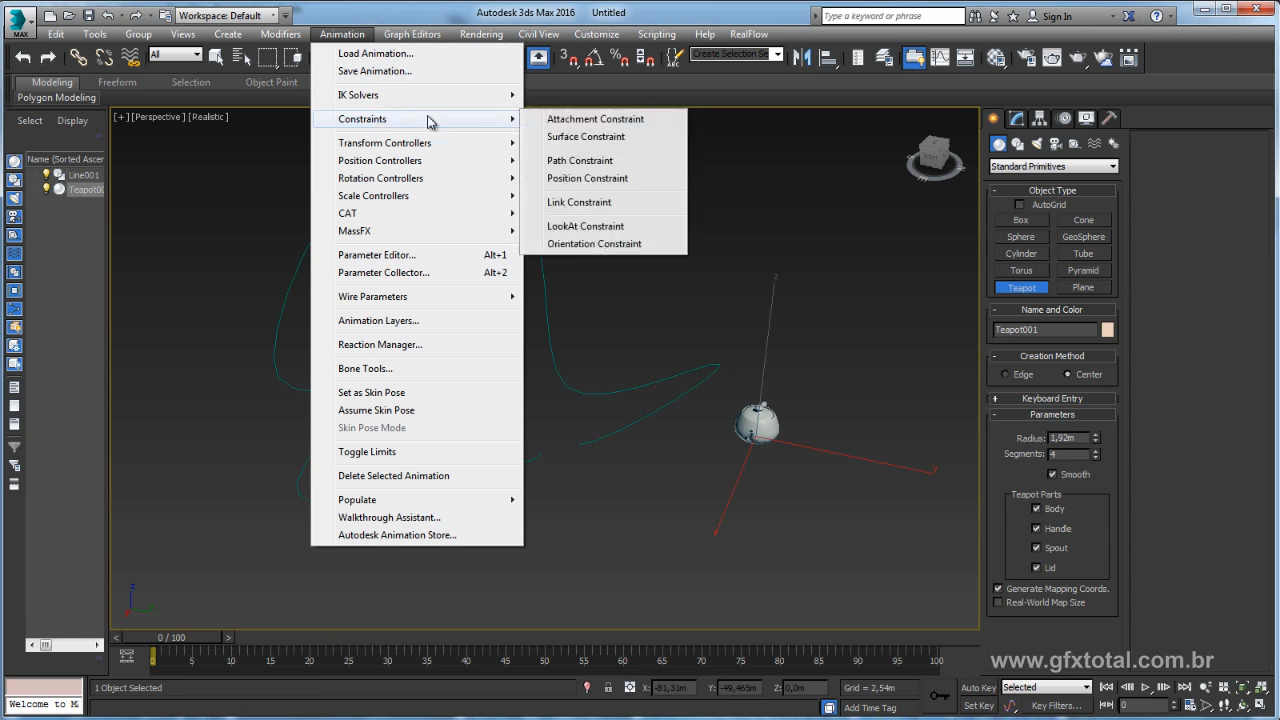 MAX
Workspace: Default
Autodesk 3ds Max 2016
Untitled
Type a keyword or phrase
Sign In
Edit
Tools
Group
Views
Create
Modifiers
Animation
Graph Editors
Rendering
Civil View
Customize
Scripting
Help
RealFlow
All
3
Create Selection Se
Modeling
Freeform
Selection
Object Paint
Polygon Modeling
Select
Display
Name (Sorted Ascen
Line001
Teapot00
[+] [Perspective] [Realistic]
Load Animation...
Save Animation...
IK Solvers
Constraints
Transform Controllers
Position Controllers
Rotation Controllers
Scale Controllers
CAT
MassFX
Parameter Editor... Alt+1
Parameter Collector... Alt+2
Wire Parameters
Animation Layers...
Reaction Manager...
Bone Tools...
Set as Skin Pose
Assume Skin Pose
Skin Pose Mode
Toggle Limits
Delete Selected Animation
Populate
Walkthrough Assistant...
Autodesk Animation Store...
Attachment Constraint
Surface Constraint
Path Constraint
Position Constraint
Link Constraint
LookAt Constraint
Orientation Constraint
z
y
z
Standard Primitives
- Object Type
AutoGrid
Box
Cone
Sphere
GeoSphere
Cylinder
Tube
Torus
Pyramid
Teapot
Plane
- Name and Color
Teapot001
- Creation Method
Edge
Center
+ Keyboard Entry
- Parameters
Radius: 1,92m
Segments: 4
Smooth
Teapot Parts
Body
Handle
Spout
Lid
Generate Mapping Coords.
Real-World Map Size
< 0 / 100 >
0 5 10 15 20 25 30 35 40 45 50 55 60 65 70 75 80 85 90 95 100
www.gfxtotal.com.br
Welcome to M
1 Object Selected
X: -81,31m
Y: -49,465m
Z: 0,0m
Grid = 2,54m
Add Time Tag
Auto Key
Selected
Set Key
Key Filters...
0